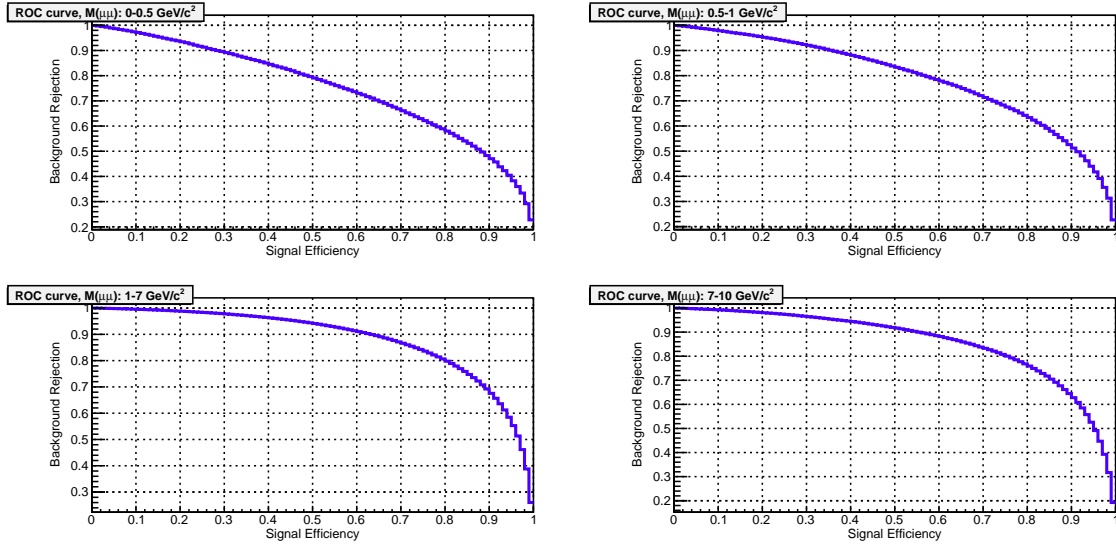 ROC curve, M(μμ): 0-0.5 GeV/c²
Background Rejection
1
0.9
0.8
0.7
0.6
0.5
0.4
0.3
0.2
0 0.1 0.2 0.3 0.4 0.5 0.6 0.7 0.8 0.9 1
Signal Efficiency
ROC curve, M(μμ): 0.5-1 GeV/c²
Background Rejection
1
0.9
0.8
0.7
0.6
0.5
0.4
0.3
0.2
0 0.1 0.2 0.3 0.4 0.5 0.6 0.7 0.8 0.9 1
Signal Efficiency
ROC curve, M(μμ): 1-7 GeV/c²
Background Rejection
1
0.9
0.8
0.7
0.6
0.5
0.4
0.3
0 0.1 0.2 0.3 0.4 0.5 0.6 0.7 0.8 0.9 1
Signal Efficiency
ROC curve, M(μμ): 7-10 GeV/c²
Background Rejection
1
0.9
0.8
0.7
0.6
0.5
0.4
0.3
0.2
0 0.1 0.2 0.3 0.4 0.5 0.6 0.7 0.8 0.9 1
Signal Efficiency